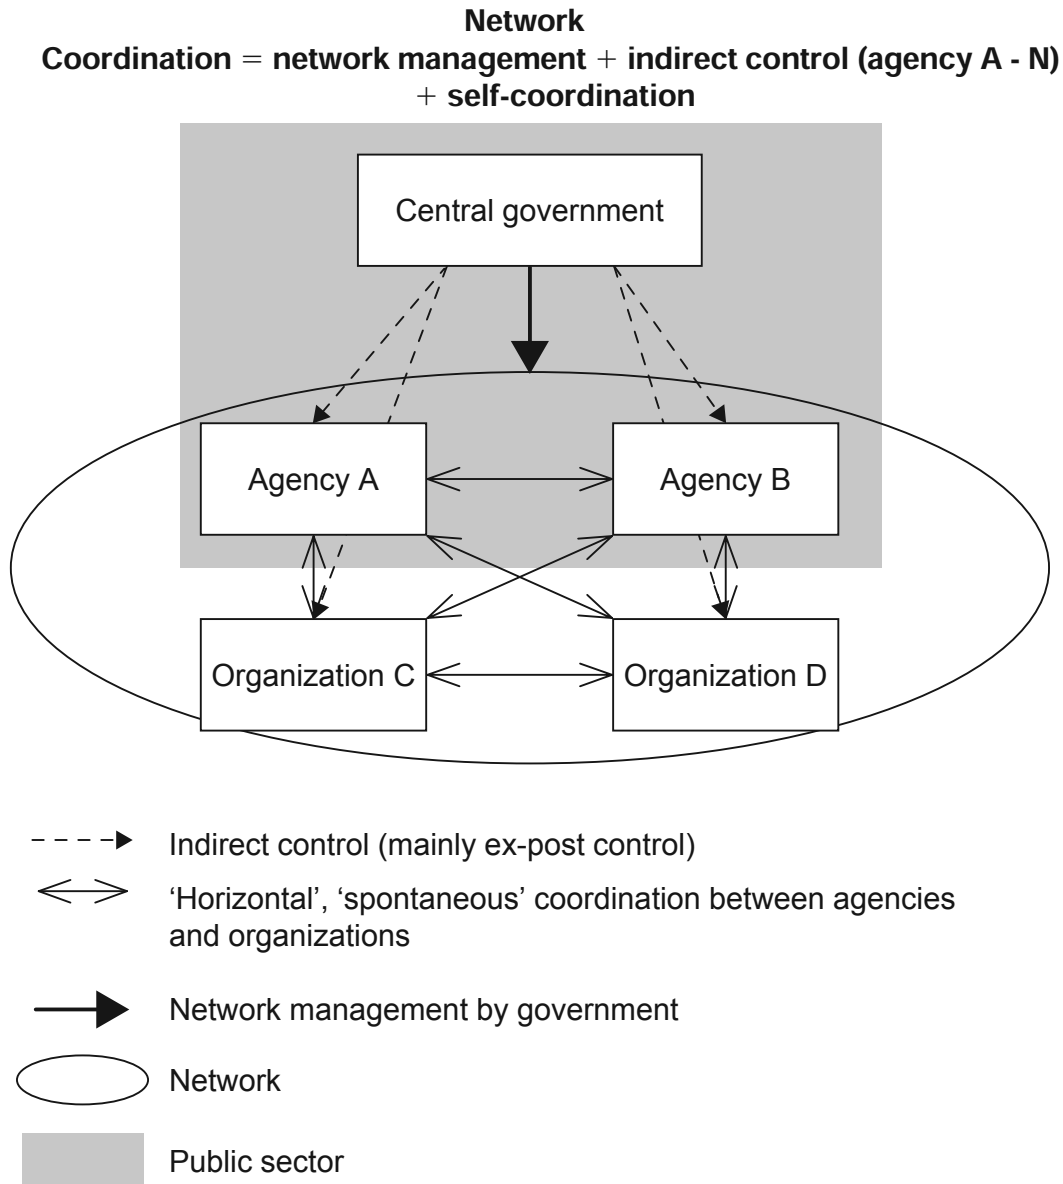 Network
Coordination = network management + indirect control (agency A - N)
+ self-coordination
Central government
Agency A
Agency B
Organization C
Organization D
Indirect control (mainly ex-post control)
‘Horizontal’, ‘spontaneous’ coordination between agencies
and organizations
Network management by government
Network
Public sector